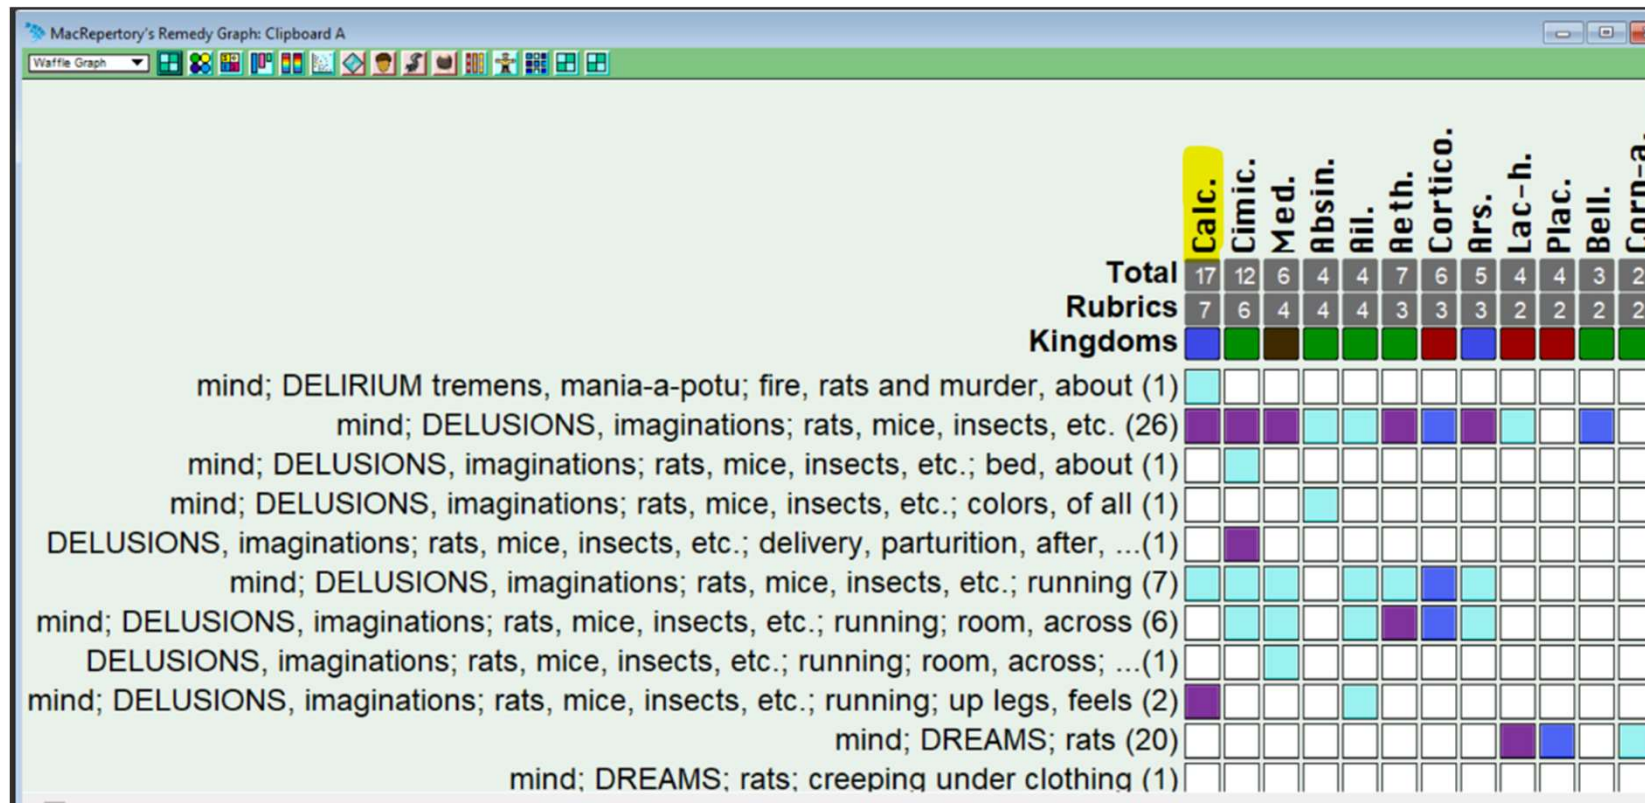 MacRepertory's Remedy Graph: Clipboard A
Waffle Graph
Calc. Cimic. Med. Absin. Ail. Aeth. Cortico. Ars. Lac-h. Plac. Bell. Corn-a.
Total 17 12 6 4 4 7 6 5 4 4 3 2
Rubrics 7 6 4 4 4 3 3 3 2 2 2 2
Kingdoms
mind; DELIRIUM tremens, mania-a-potu; fire, rats and murder, about (1)
mind; DELUSIONS, imaginations; rats, mice, insects, etc. (26)
mind; DELUSIONS, imaginations; rats, mice, insects, etc.; bed, about (1)
mind; DELUSIONS, imaginations; rats, mice, insects, etc.; colors, of all (1)
DELUSIONS, imaginations; rats, mice, insects, etc.; delivery, parturition, after, ...(1)
mind; DELUSIONS, imaginations; rats, mice, insects, etc.; running (7)
mind; DELUSIONS, imaginations; rats, mice, insects, etc.; running; room, across (6)
DELUSIONS, imaginations; rats, mice, insects, etc.; running; room, across; ...(1)
mind; DELUSIONS, imaginations; rats, mice, insects, etc.; running; up legs, feels (2)
mind; DREAMS; rats (20)
mind; DREAMS; rats; creeping under clothing (1)